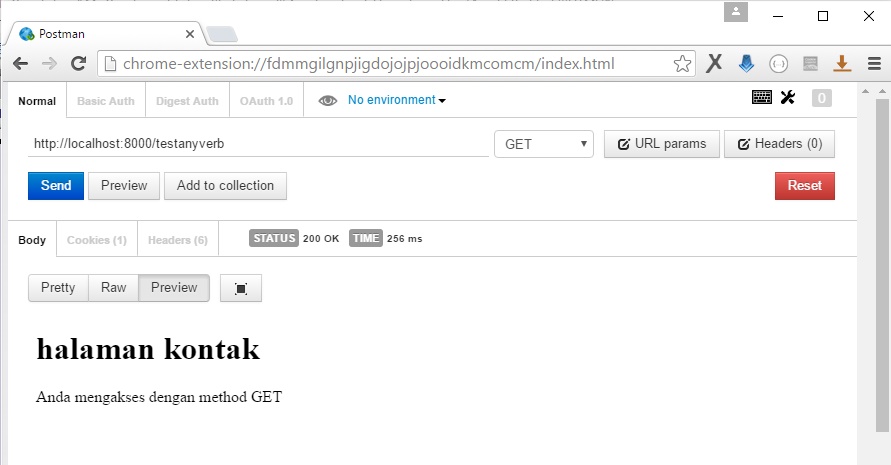 Postman
chrome-extension://fdmmgilgnpjigdojojpjoooidkmcomcm/index.html
Normal Basic Auth Digest Auth OAuth 1.0 No environment 0
http://localhost:8000/testanyverb GET URL params Headers (0)
Send Preview Add to collection Reset
Body Cookies (1) Headers (6) STATUS 200 OK TIME 256 ms
Pretty Raw Preview
halaman kontak
Anda mengakses dengan method GET